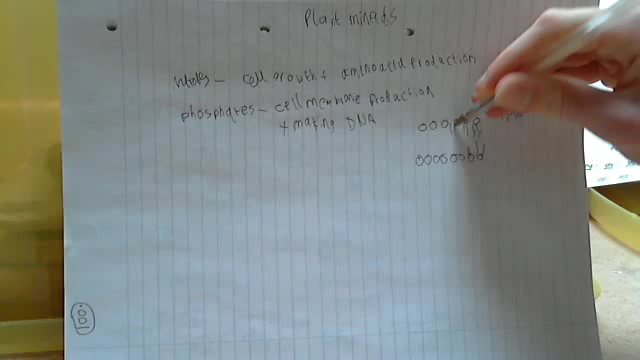 Plant minerals
nitrates - cell growth + amino acid production
phosphates - cell membrane production
+ making DNA